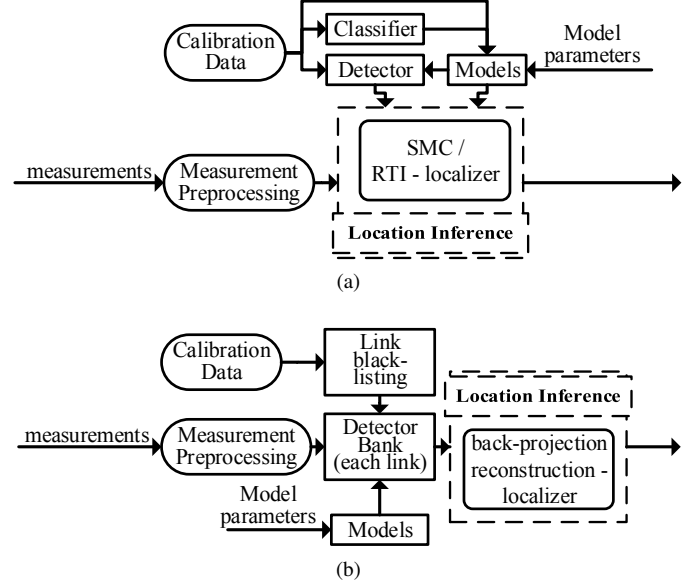 Calibration
Data
Classifier
Detector
Models
Model
parameters
measurements
Measurement
Preprocessing
SMC /
RTI - localizer
Location Inference
(a)
Calibration
Data
Link
black-
listing
Location Inference
measurements
Measurement
Preprocessing
Detector
Bank
(each link)
back-projection
reconstruction -
localizer
Model
parameters
Models
(b)